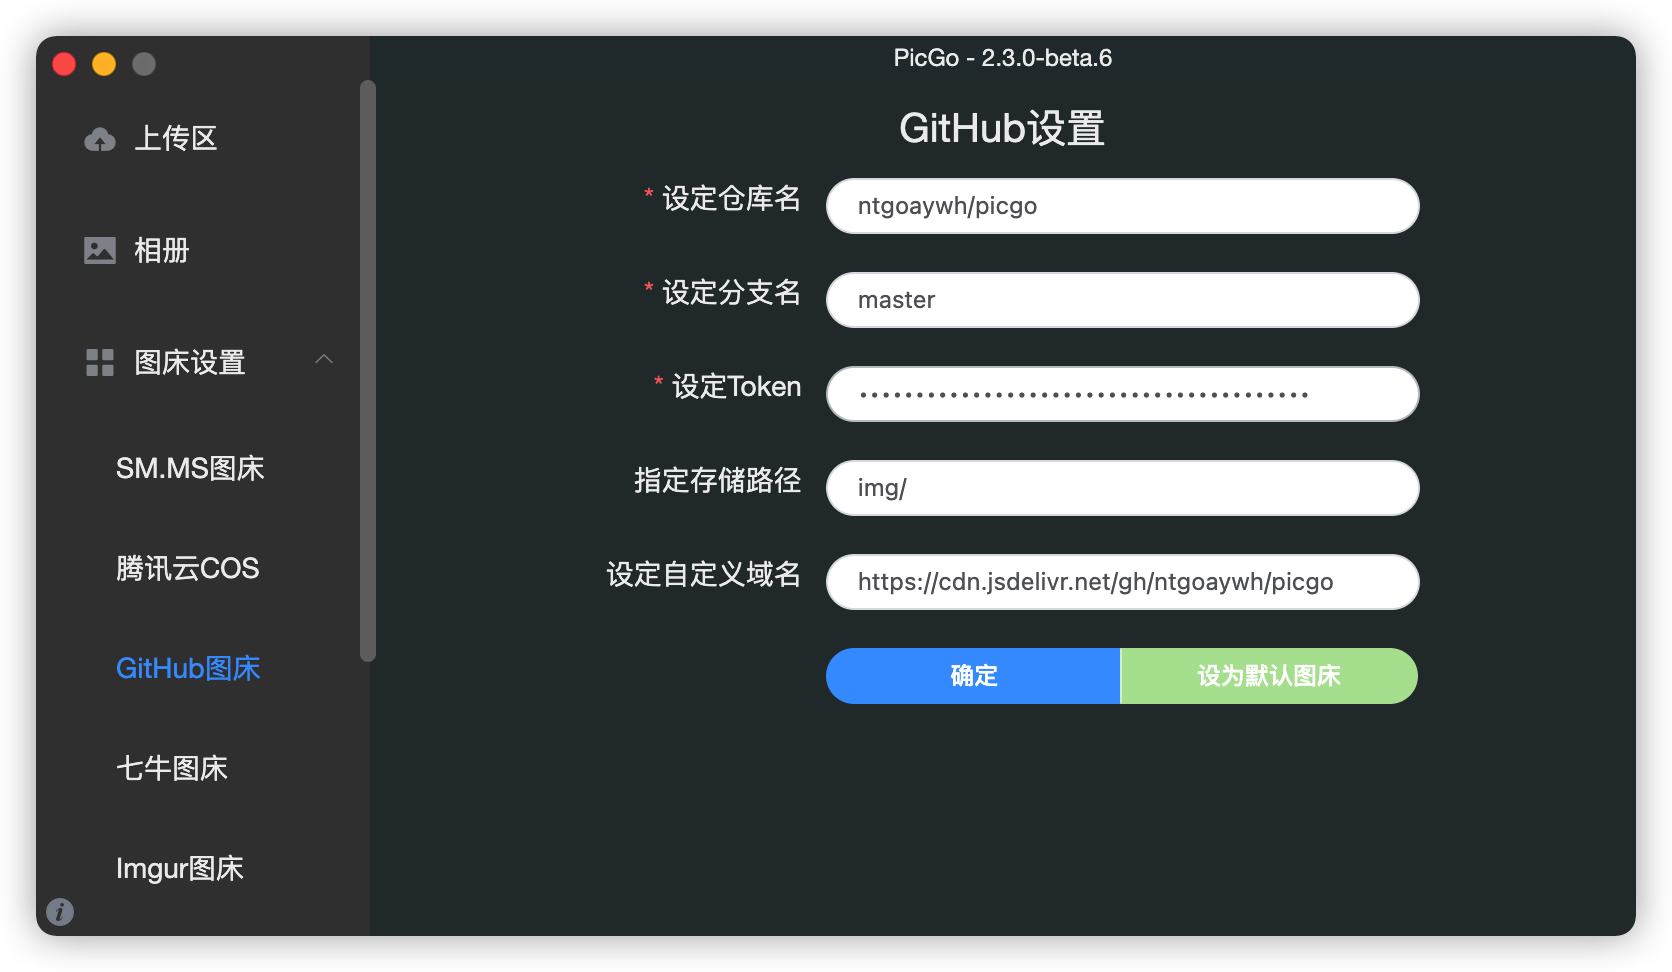 PicGo - 2.3.0-beta.6
上传区
相册
图床设置
SM.MS图床
腾讯云COS
GitHub图床
七牛图床
Imgur图床
GitHub设置
* 设定仓库名
ntgoaywh/picgo
* 设定分支名
master
* 设定Token
••••••••••••••••••••••••••••••••••••••••
指定存储路径
img/
设定自定义域名
https://cdn.jsdelivr.net/gh/ntgoaywh/picgo
确定
设为默认图床